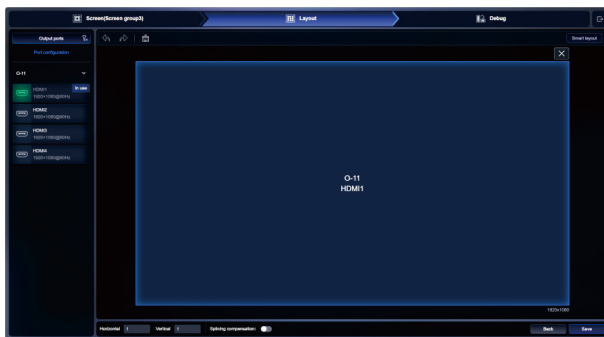 Screen(Screen group3)
Layout
Debug
Output ports
Smart layout
Port configuration
O-11
HDMI1
In use
1920×1080@60Hz
HDMI2
1920×1080@60Hz
HDMI3
1920×1080@60Hz
HDMI4
1920×1080@60Hz
O-11
HDMI1
1920x1080
Horizontal 1
Vertical 1
Splicing compensation:
Back
Save